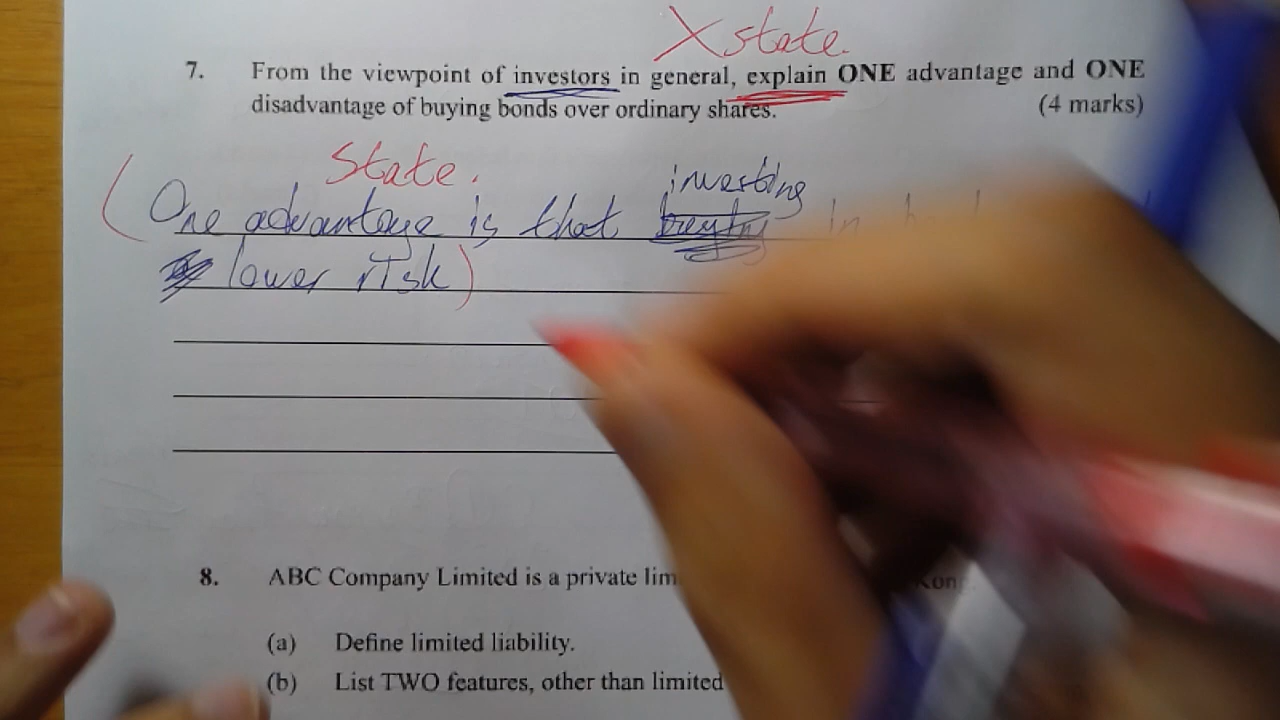 X state.
7. From the viewpoint of investors in general, explain ONE advantage and ONE
disadvantage of buying bonds over ordinary shares. (4 marks)
State.
investing
(One advantage is that in
lower risk)
8. ABC Company Limited is a private lim
(a) Define limited liability.
(b) List TWO features, other than limited